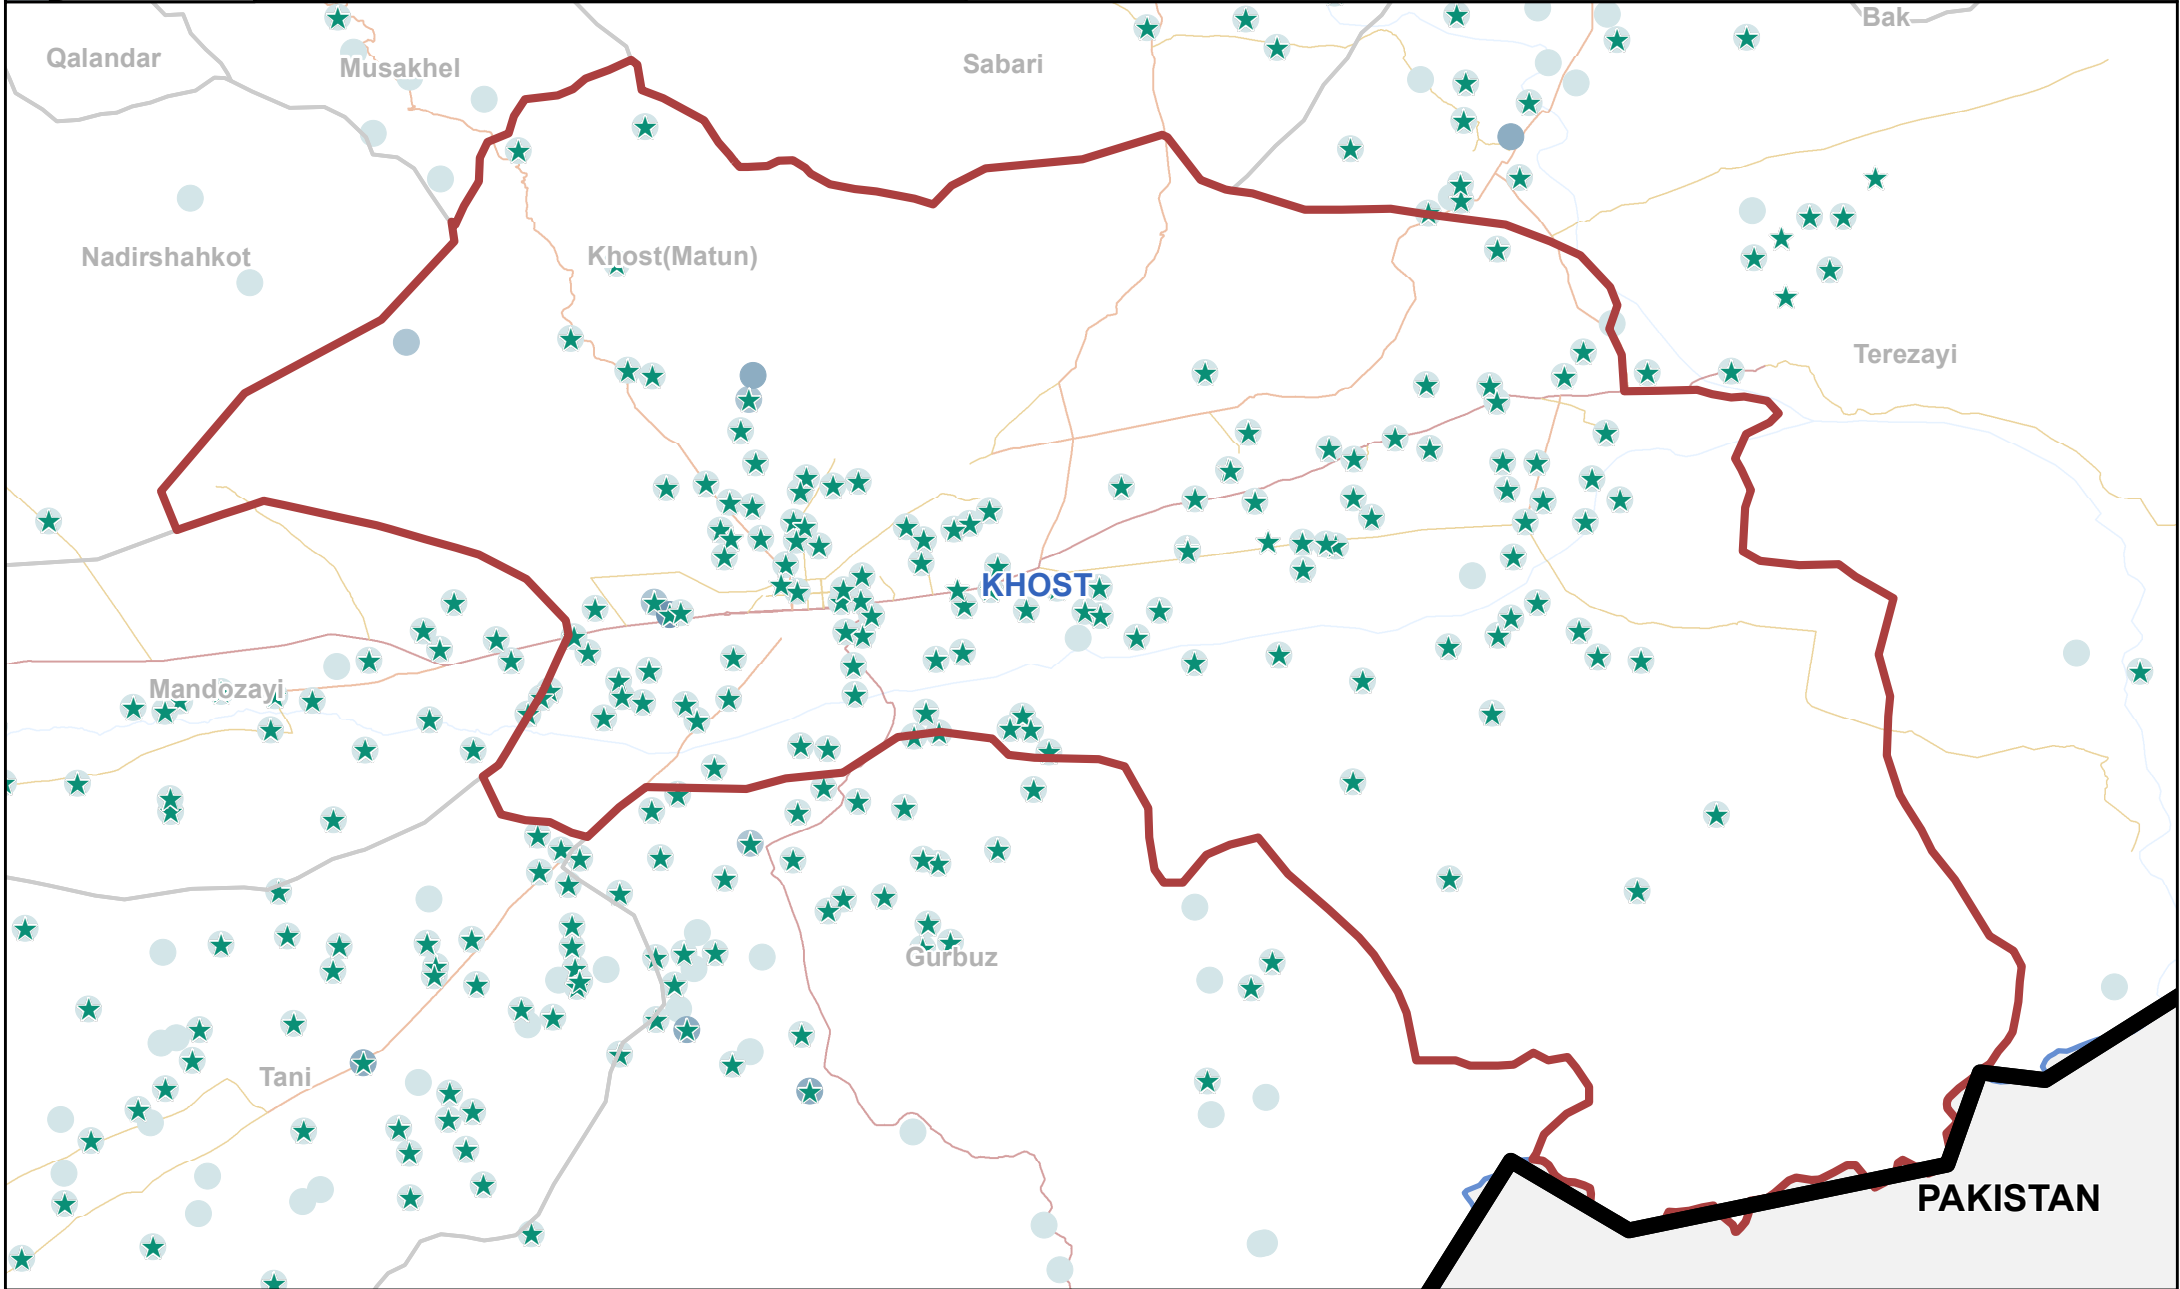 Bak
Qalandar
Musakhel
Sabari
Nadirshahkot
Khost(Matun)
Terezayi
KHOST
Mandozayi
Gurbuz
Tani
PAKISTAN